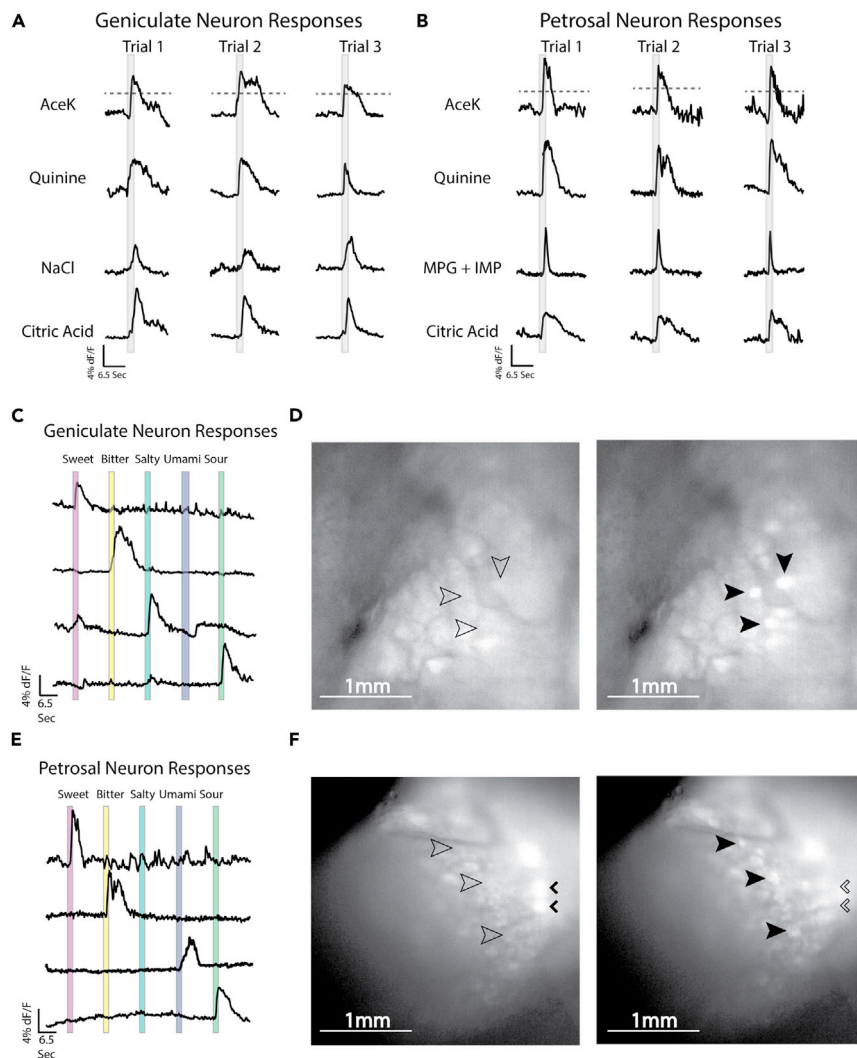 A
Geniculate Neuron Responses
Trial 1 Trial 2 Trial 3
AceK
Quinine
NaCl
Citric Acid
4% dF/F
6.5 Sec
B
Petrosal Neuron Responses
Trial 1 Trial 2 Trial 3
AceK
Quinine
MPG + IMP
Citric Acid
4% dF/F
6.5 Sec
C
Geniculate Neuron Responses
Sweet Bitter Salty Umami Sour
4% dF/F
6.5
Sec
D
1mm
1mm
E
Petrosal Neuron Responses
Sweet Bitter Salty Umami Sour
4% dF/F
6.5
Sec
F
1mm
1mm